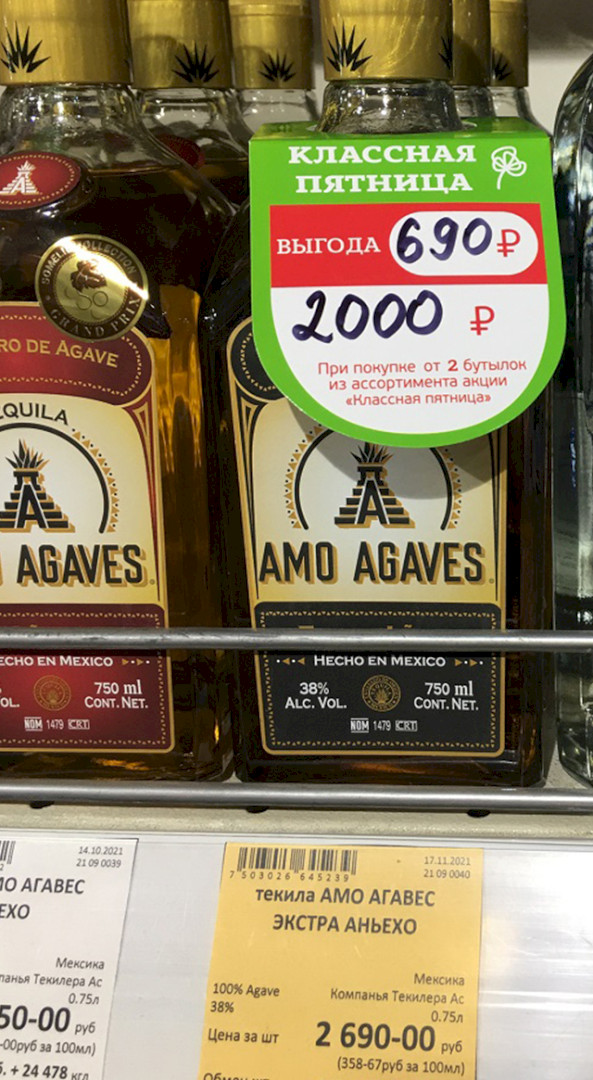 КЛАССНАЯ
ПЯТНИЦА
ВЫГОДА 690 ₽
2000 ₽
При покупке от 2 бутылок
из ассортимента акции
«Классная пятница»
GRAND PRIX
RO DE AGAVE
EQUILA
A
AGAVES
ECHO EN MEXICO
OL.
750 ml
CONT. NET.
NOM 1479 CRT
A
AMO AGAVES
HECHO EN MEXICO
38%
ALC. VOL.
750 ml
CONT. NET.
NOM 1479 CRT
14.10.2021
21 09 0039
МО АГАВЕС
ЕХО
Мексика
панья Текилера Ас
0.75л
50-00 руб
-00руб за 100мл)
б. + 24 478
7 503026 645239
17.11.2021
21 09 0040
текила АМО АГАВЕС
ЭКСТРА АНЬЕХО
100% Agave
38%
Мексика
Компанья Текилера Ас
0.75л
Цена за шт 2 690-00 руб
(358-67руб за 100мл)